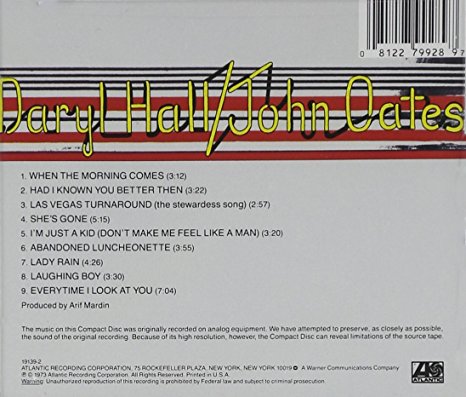 0 81227 99289 7
Daryl Hall/John Oates
1. WHEN THE MORNING COMES (3:12)
2. HAD I KNOWN YOU BETTER THEN (3:22)
3. LAS VEGAS TURNAROUND (the stewardess song) (2:57)
4. SHE'S GONE (5:15)
5. I'M JUST A KID (DON'T MAKE ME FEEL LIKE A MAN) (3:20)
6. ABANDONED LUNCHEONETTE (3:55)
7. LADY RAIN (4:26)
8. LAUGHING BOY (3:30)
9. EVERYTIME I LOOK AT YOU (7:04)
Produced by Arif Mardin
The music on this Compact Disc was originally recorded on analog equipment. We have attempted to preserve, as closely as possible,
the sound of the original recording. Because of its high resolution, however, the Compact Disc can reveal limitations of the source tape.
19139-2
ATLANTIC RECORDING CORPORATION, 75 ROCKEFELLER PLAZA, NEW YORK, NEW YORK 10019 A Warner Communications Company
℗ © 1973 Atlantic Recording Corporation. All Rights Reserved. Printed in U.S.A.
Warning: Unauthorized reproduction of this recording is prohibited by Federal law and subject to criminal prosecution.
ATLANTIC